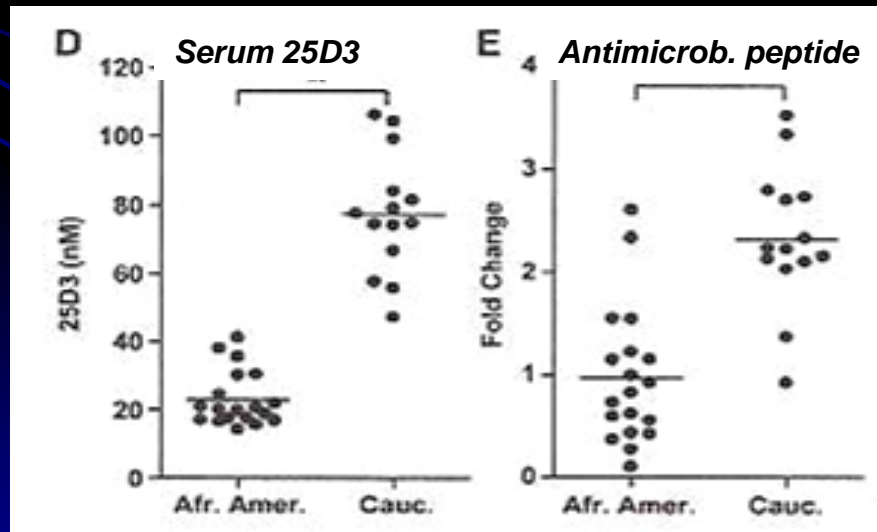 D Serum 25D3
120
100
80
60
40
20
0
25D3 (nM)
Afr. Amer. Cauc.
E Antimicrob. peptide
4
3
2
1
0
Fold Change
Afr. Amer. Cauc.